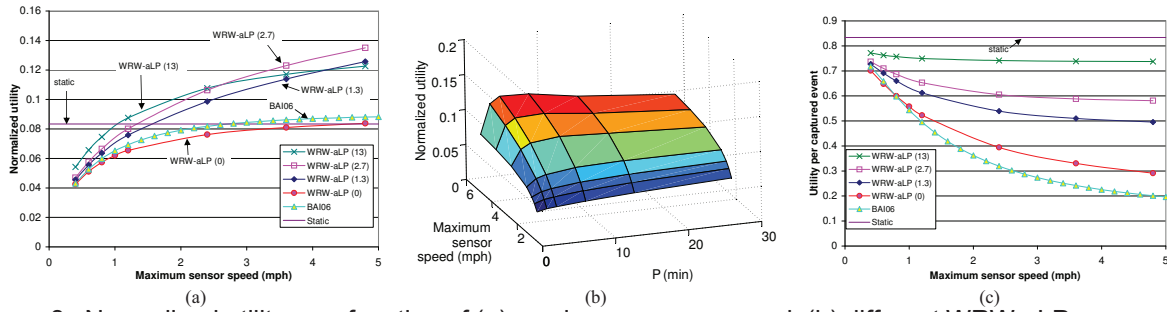 0.16
0.14
0.12
0.1
0.08
0.06
0.04
0.02
0
Normalized utility
static
WRW-aLP (13)
WRW-aLP (2.7)
WRW-aLP (1.3)
BAI06
WRW-aLP (0)
WRW-aLP (13)
WRW-aLP (2.7)
WRW-aLP (1.3)
WRW-aLP (0)
BAI06
Static
0 1 2 3 4 5
Maximum sensor speed (mph)
(a)
0.2
0.15
0.1
0.05
0
Normalized utility
6
4
2
Maximum
sensor
speed (mph)
0 10 20 30
P (min)
(b)
0.9
0.8
0.7
0.6
0.5
0.4
0.3
0.2
0.1
0
Utility per captured event
static
WRW-aLP (13)
WRW-aLP (2.7)
WRW-aLP (1.3)
WRW-aLP (0)
BAI06
Static
0 1 2 3 4 5
Maximum sensor speed (mph)
(c)